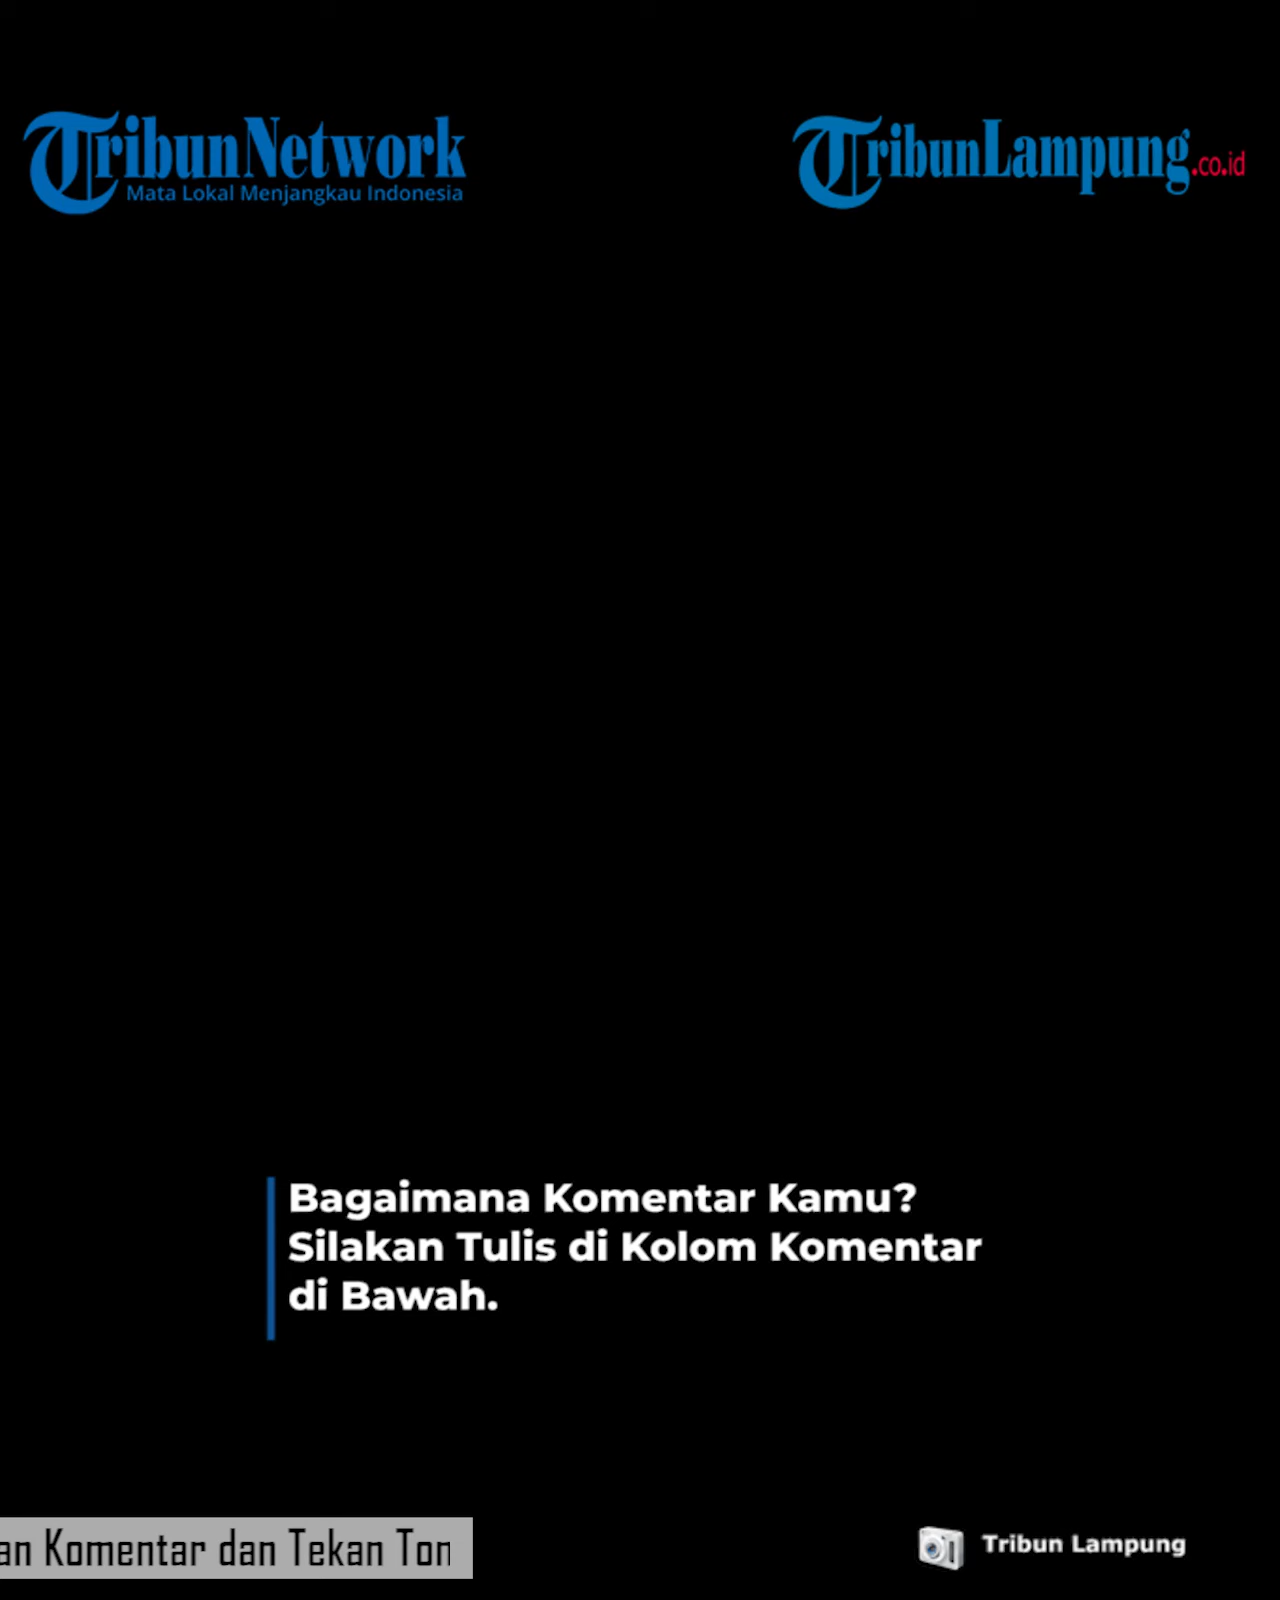 TribunNetwork
Mata Lokal Menjangkau Indonesia
TribunLampung.co.id
Bagaimana Komentar Kamu?
Silakan Tulis di Kolom Komentar
di Bawah.
an Komentar dan Tekan Tom
Tribun Lampung